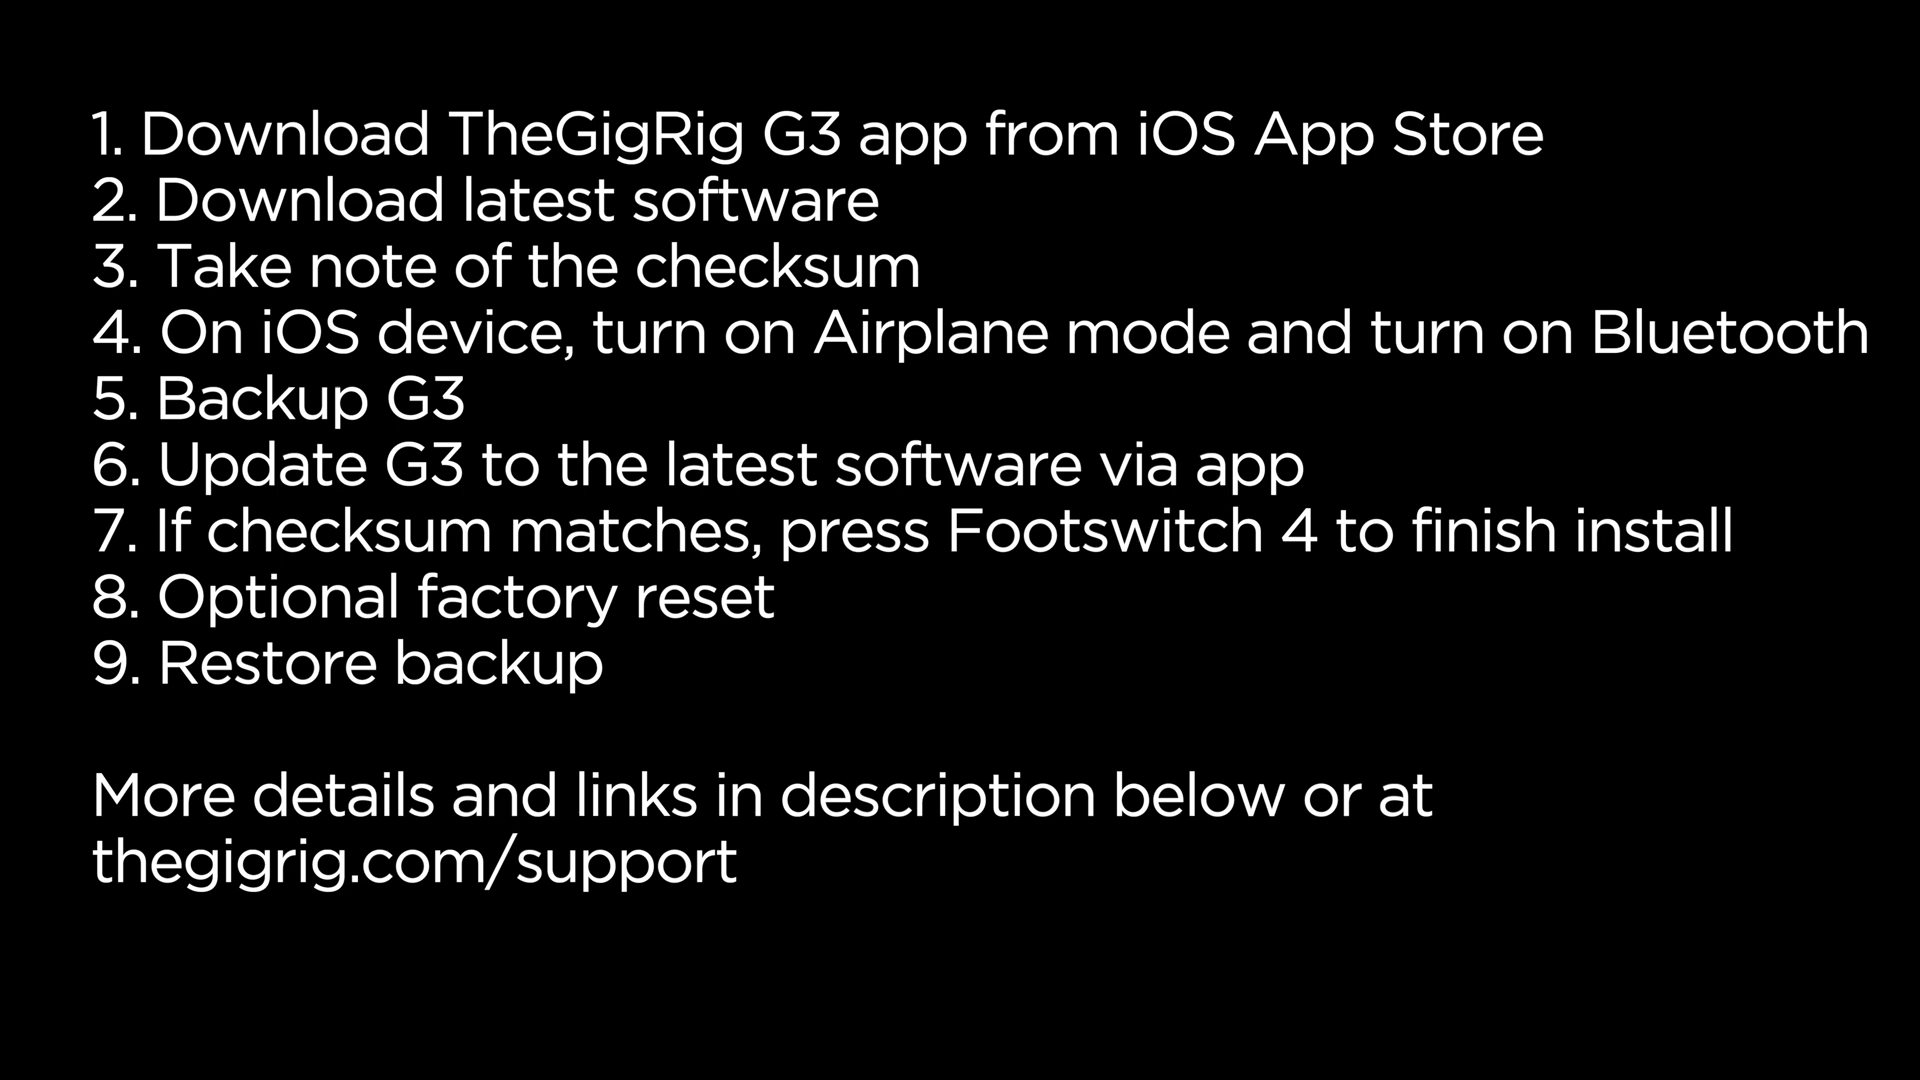 1. Download TheGigRig G3 app from iOS App Store
2. Download latest software
3. Take note of the checksum
4. On iOS device, turn on Airplane mode and turn on Bluetooth
5. Backup G3
6. Update G3 to the latest software via app
7. If checksum matches, press Footswitch 4 to finish install
8. Optional factory reset
9. Restore backup
More details and links in description below or at
thegigrig.com/support